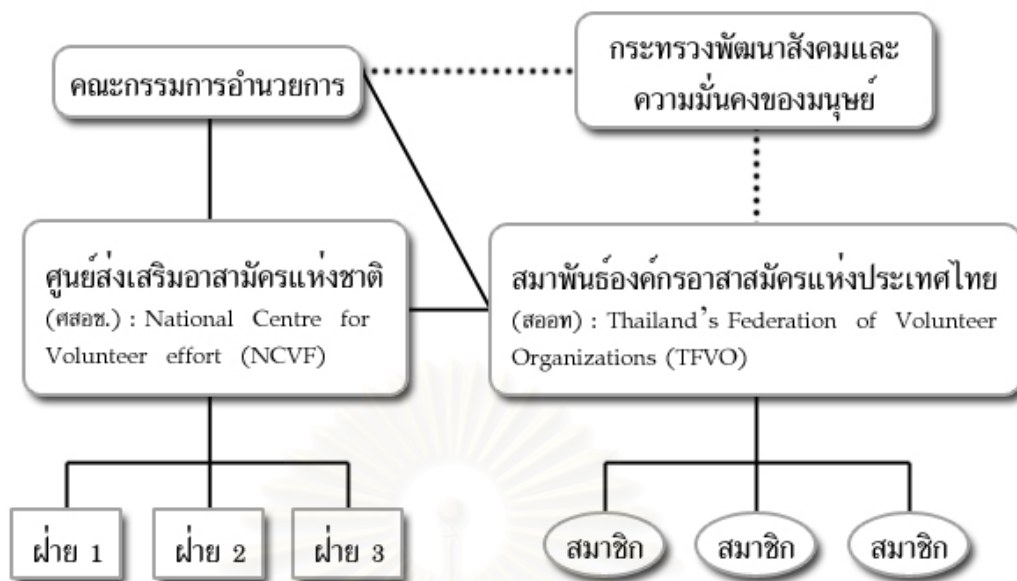 คณะกรรมการอำนวยการ
กระทรวงพัฒนาสังคมและ
ความมั่นคงของมนุษย์
ศูนย์ส่งเสริมอาสามัครแห่งชาติ
(ศสอช.) : National Centre for
Volunteer effort (NCVF)
สมาพันธ์องค์กรอาสาสมัครแห่งประเทศไทย
(สออท) : Thailand's Federation of Volunteer
Organizations (TFVO)
ฝ่าย 1
ฝ่าย 2
ฝ่าย 3
สมาชิก
สมาชิก
สมาชิก